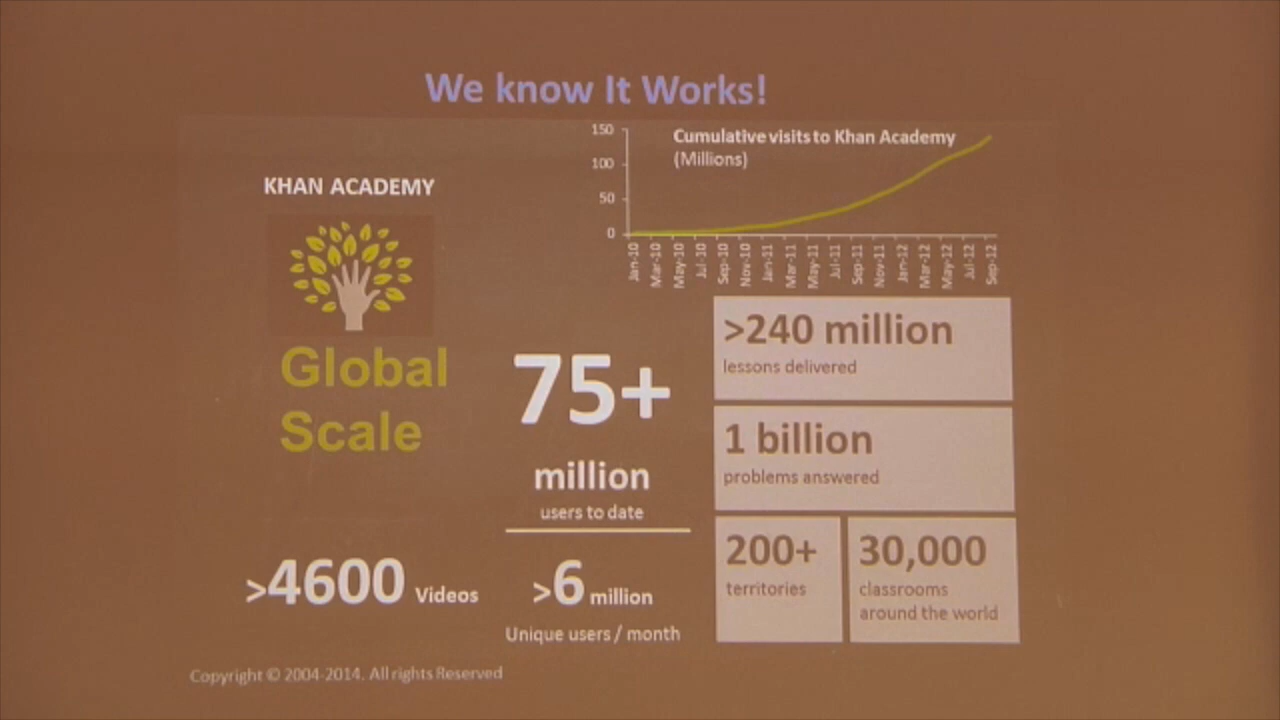 We know It Works!
KHAN ACADEMY
Global
Scale
>4600 Videos
75+
million
users to date
>6 million
Unique users / month
150
100
50
0
Cumulative visits to Khan Academy
(Millions)
Jan-10
Mar-10
May-10
Jul-10
Sep-10
Nov-10
Jan-11
Mar-11
May-11
Jul-11
Sep-11
Nov-11
Jan-12
Mar-12
May-12
Jul-12
Sep-12
>240 million
lessons delivered
1 billion
problems answered
200+
territories
30,000
classrooms
around the world
Copyright © 2004-2014. All rights Reserved